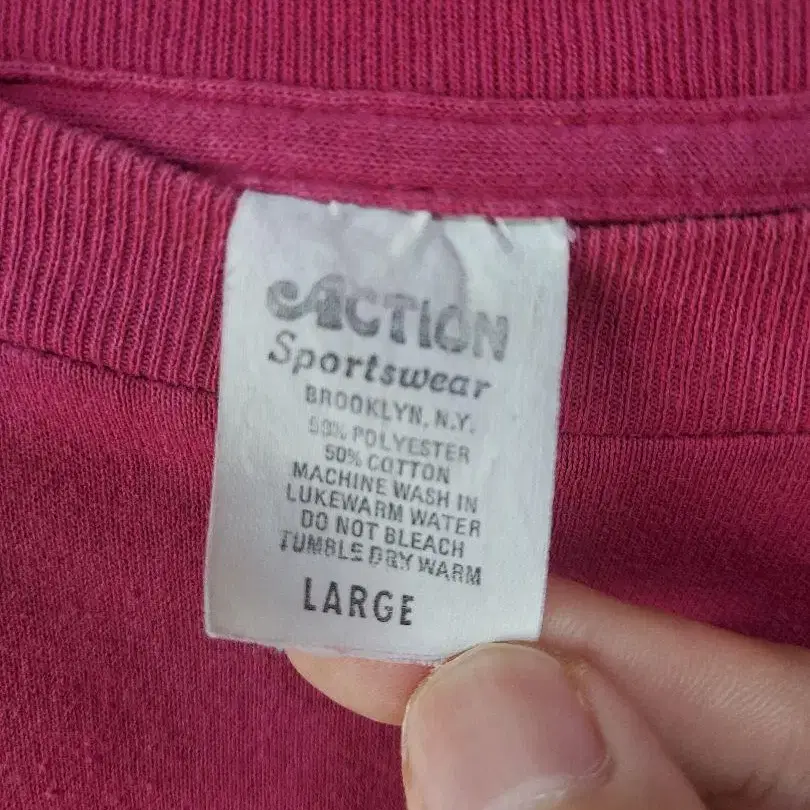 ACTION
Sportswear
BROOKLYN, N.Y.
50% POLYESTER
50% COTTON
MACHINE WASH IN
LUKEWARM WATER
DO NOT BLEACH
TUMBLE DRY WARM
LARGE